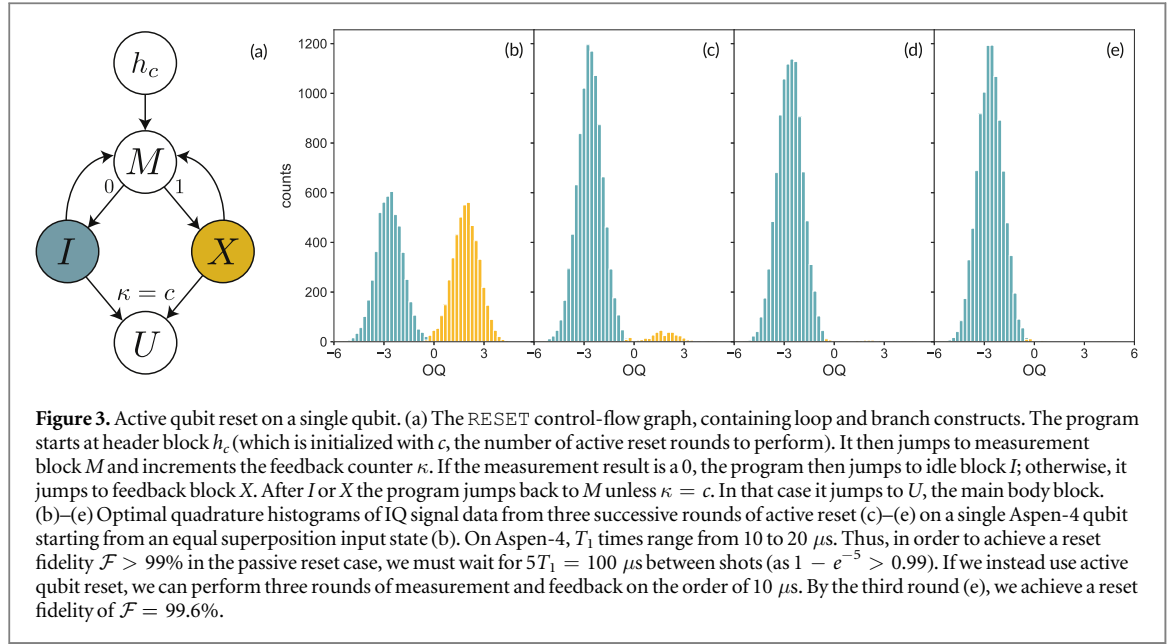 (a)
h_c
M
0 1
I X
κ = c
U
(b) (c) (d) (e)
counts
1200
1000
800
600
400
200
0
−6 −3 0 3 −6 −3 0 3 −6 −3 0 3 −6 −3 0 3 6
OQ OQ OQ OQ
Figure 3. Active qubit reset on a single qubit. (a) The RESET control-flow graph, containing loop and branch constructs. The program
starts at header block h_c (which is initialized with c, the number of active reset rounds to perform). It then jumps to measurement
block M and increments the feedback counter κ. If the measurement result is a 0, the program then jumps to idle block I; otherwise, it
jumps to feedback block X. After I or X the program jumps back to M unless κ = c. In that case it jumps to U, the main body block.
(b)–(e) Optimal quadrature histograms of IQ signal data from three successive rounds of active reset (c)–(e) on a single Aspen-4 qubit
starting from an equal superposition input state (b). On Aspen-4, T₁ times range from 10 to 20 μs. Thus, in order to achieve a reset
fidelity ℱ > 99% in the passive reset case, we must wait for 5T₁ = 100 μs between shots (as 1 − e⁻⁵ > 0.99). If we instead use active
qubit reset, we can perform three rounds of measurement and feedback on the order of 10 μs. By the third round (e), we achieve a reset
fidelity of ℱ = 99.6%.